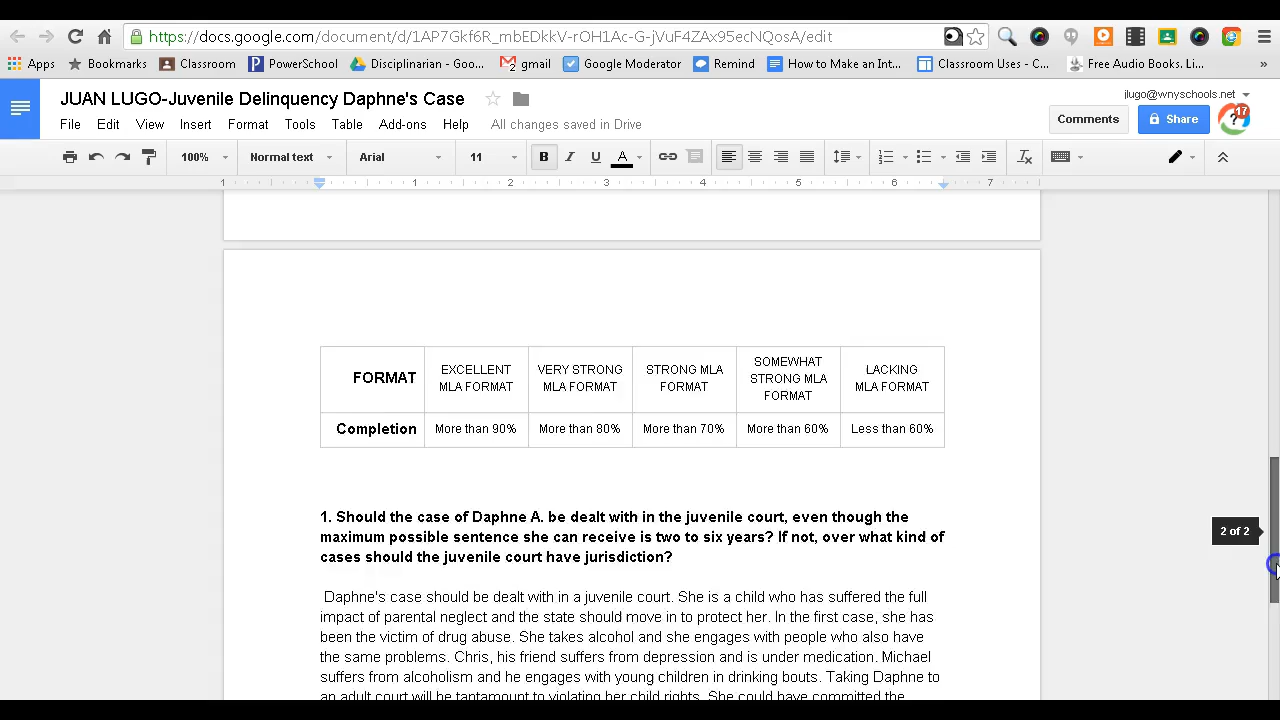 https://docs.google.com/document/d/1AP7GKt6R_mbEDkkV-rOH1Ac-G-jVuF4ZAx95ecNQosA/edit
Apps Bookmarks Classroom PowerSchool Disciplinarian - Goo... gmail Google Moderator Remind How to Make an Int... Classroom Uses - C... Free Audio Books. Li... »
JUAN LUGO-Juvenile Delinquency Daphne's Case
jlugo@wnyschools.net
File Edit View Insert Format Tools Table Add-ons Help All changes saved in Drive
Comments Share 17
100% Normal text Arial 11 B I U A
1 1 2 3 4 5 6 7
FORMAT EXCELLENT MLA FORMAT VERY STRONG MLA FORMAT STRONG MLA FORMAT SOMEWHAT STRONG MLA FORMAT LACKING MLA FORMAT
Completion More than 90% More than 80% More than 70% More than 60% Less than 60%
1. Should the case of Daphne A. be dealt with in the juvenile court, even though the
maximum possible sentence she can receive is two to six years? If not, over what kind of
cases should the juvenile court have jurisdiction?
2 of 2
Daphne's case should be dealt with in a juvenile court. She is a child who has suffered the full
impact of parental neglect and the state should move in to protect her. In the first case, she has
been the victim of drug abuse. She takes alcohol and she engages with people who also have
the same problems. Chris, his friend suffers from depression and is under medication. Michael
suffers from alcoholism and he engages with young children in drinking bouts. Taking Daphne to
an adult court will be tantamount to violating her child rights. She could have committed the